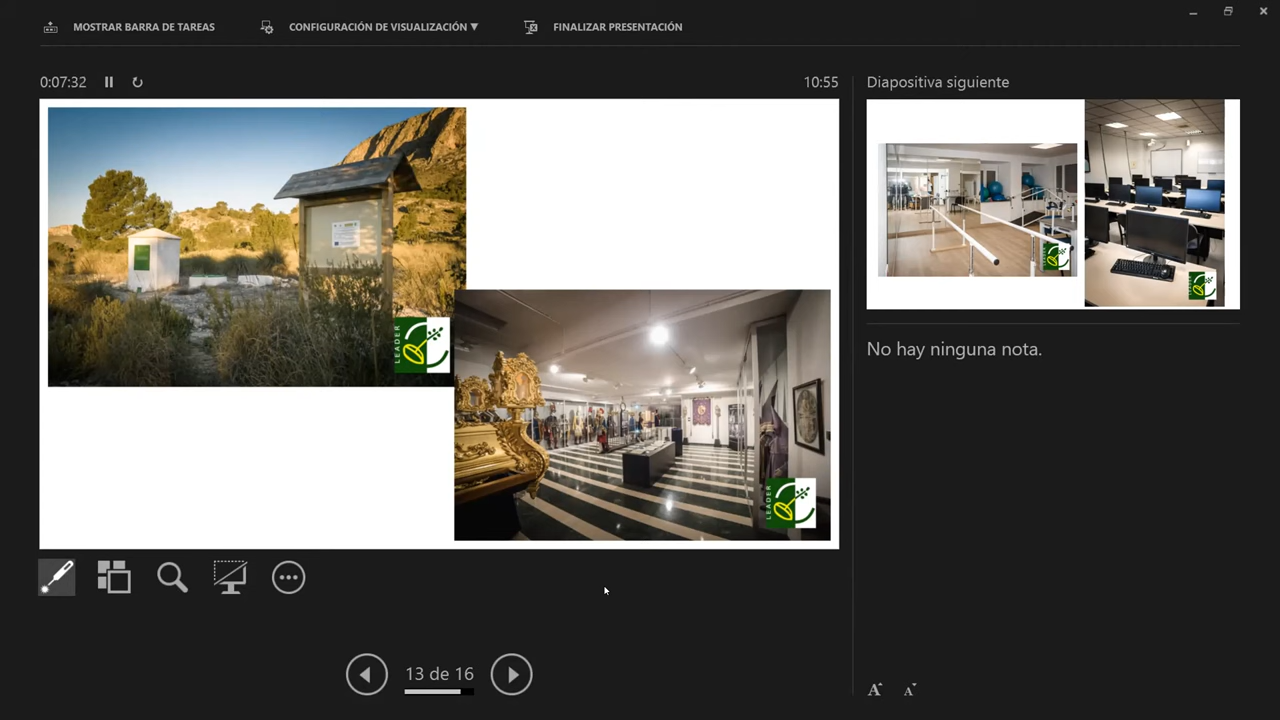 MOSTRAR BARRA DE TAREAS
CONFIGURACIÓN DE VISUALIZACIÓN ▼
FINALIZAR PRESENTACIÓN
0:07:32
10:55
Diapositiva siguiente
LEADER
LEADER
No hay ninguna nota.
13 de 16
A A